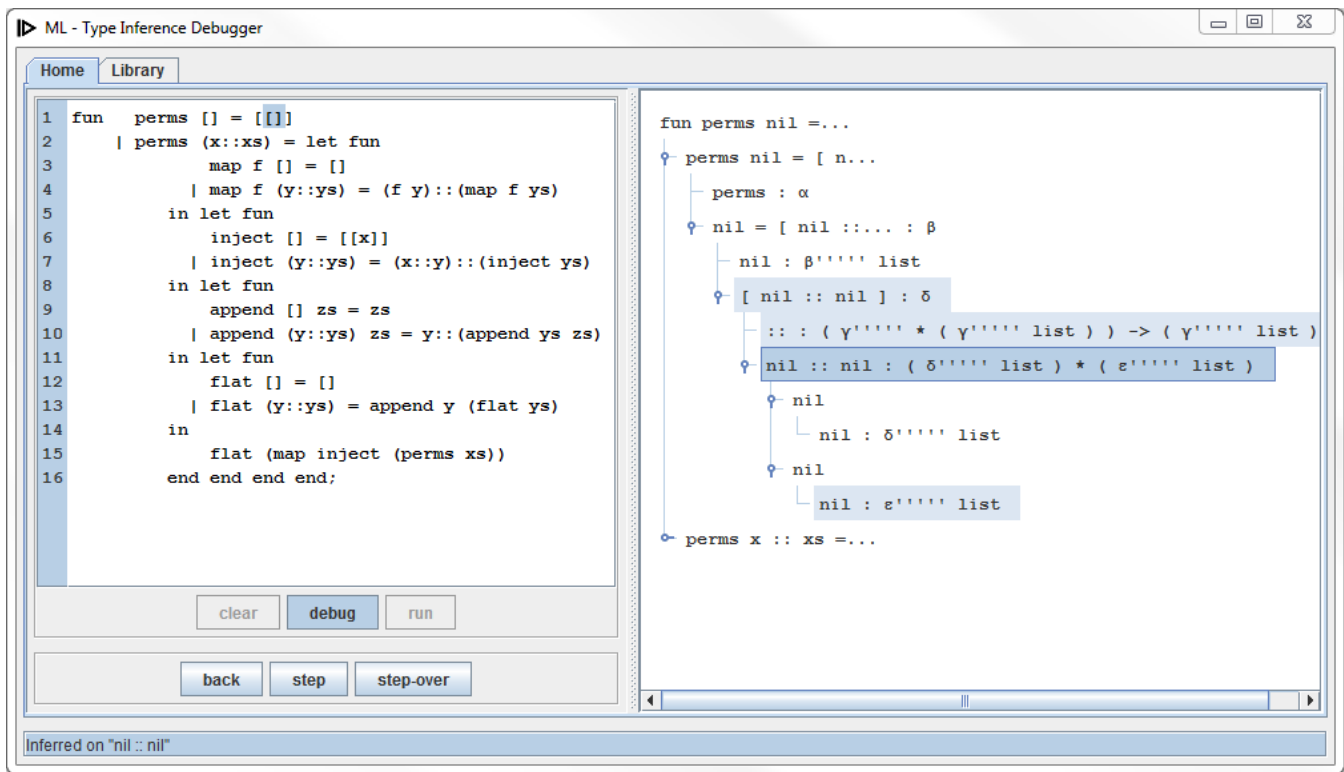 ML - Type Inference Debugger
Home Library
1 fun   perms [] = [[]]
2     | perms (x::xs) = let fun
3             map f [] = []
4           | map f (y::ys) = (f y)::(map f ys)
5         in let fun
6             inject [] = [[x]]
7           | inject (y::ys) = (x::y)::(inject ys)
8         in let fun
9             append [] zs = zs
10           | append (y::ys) zs = y::(append ys zs)
11         in let fun
12             flat [] = []
13           | flat (y::ys) = append y (flat ys)
14         in
15             flat (map inject (perms xs))
16         end end end end;
clear debug run
back step step-over
fun perms nil =...
perms nil = [ n...
perms : α
nil = [ nil ::... : β
nil : β''''' list
[ nil :: nil ] : δ
:: : ( γ''''' * ( γ''''' list ) ) -> ( γ''''' list )
nil :: nil : ( δ''''' list ) * ( ε''''' list )
nil
nil : δ''''' list
nil
nil : ε''''' list
perms x :: xs =...
Inferred on "nil :: nil"